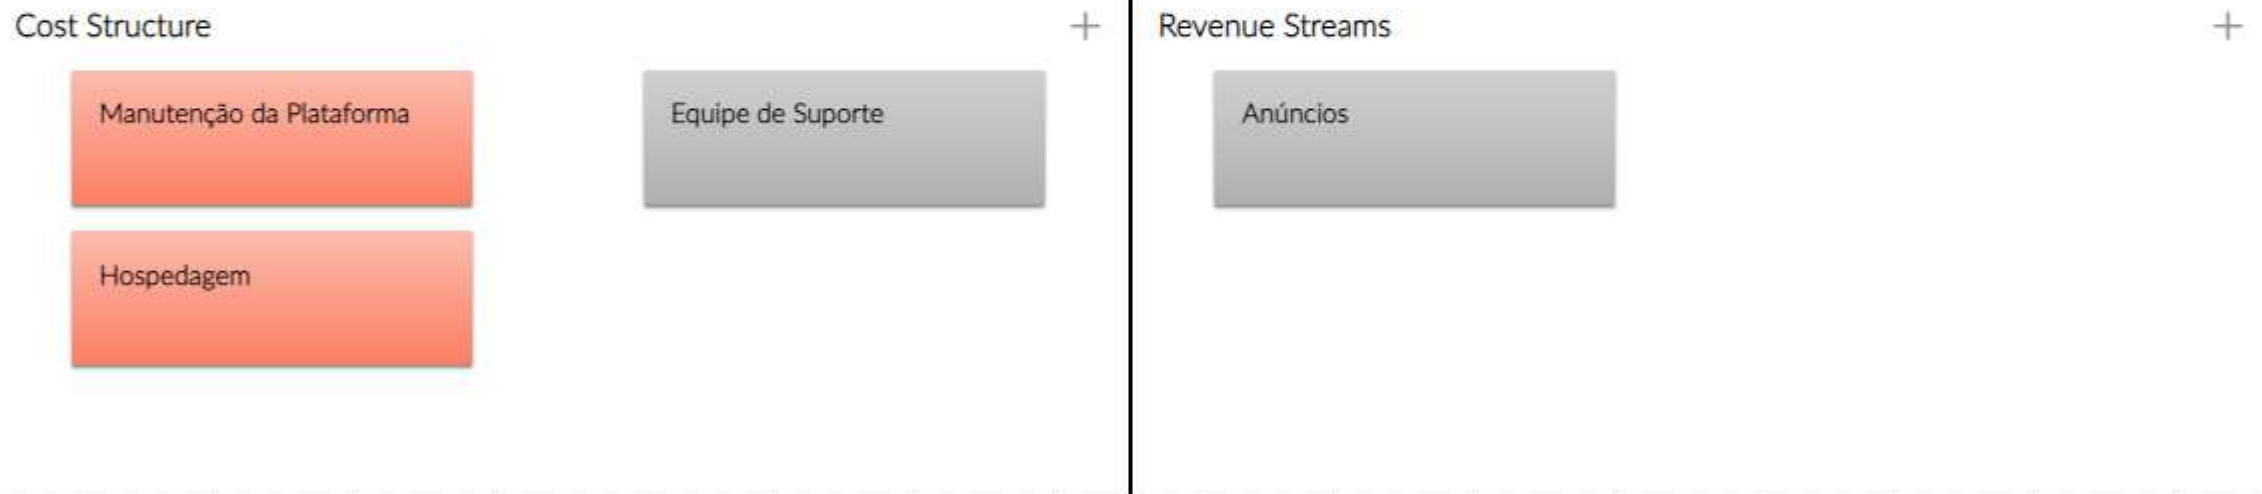 Cost Structure
Manutenção da Plataforma
Equipe de Suporte
Hospedagem
Revenue Streams
Anúncios